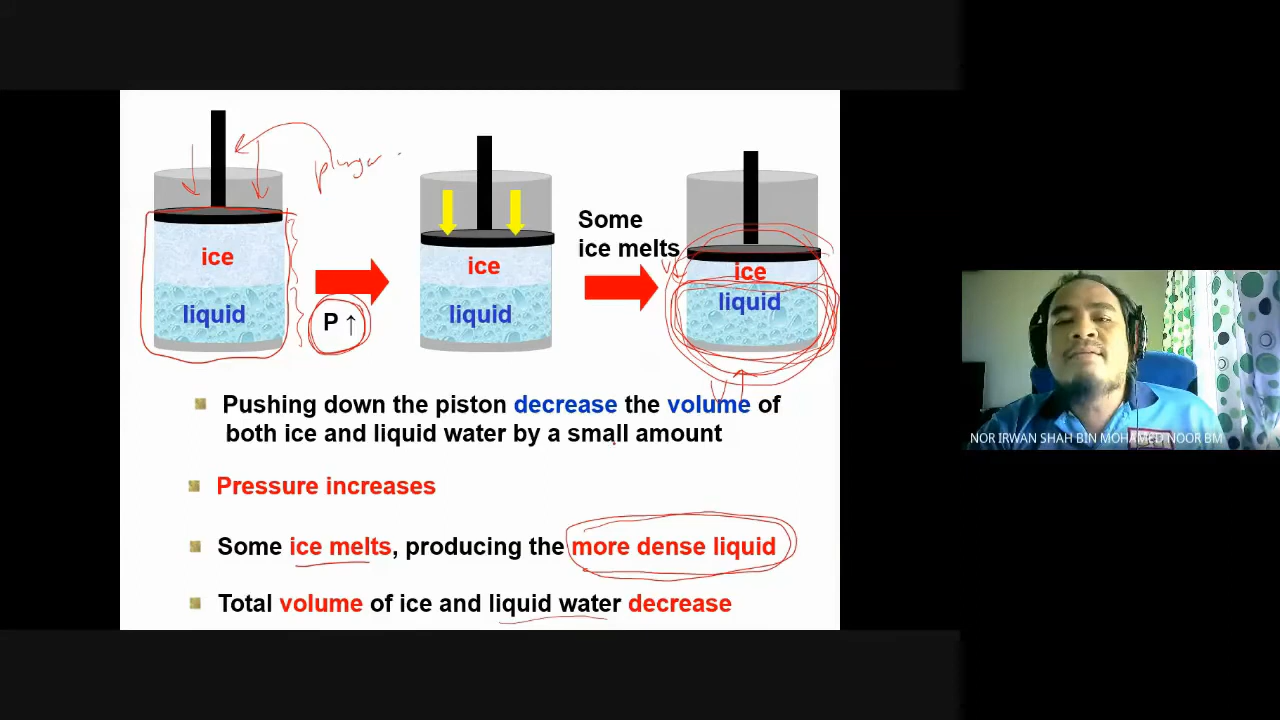 plunger
ice
liquid
P ↑
ice
liquid
Some
ice melts
ice
liquid
V
V
Pushing down the piston decrease the volume of
both ice and liquid water by a small amount
Pressure increases
Some ice melts, producing the more dense liquid
Total volume of ice and liquid water decrease
NOR IRWAN SHAH BIN MOHAMED NOOR BM